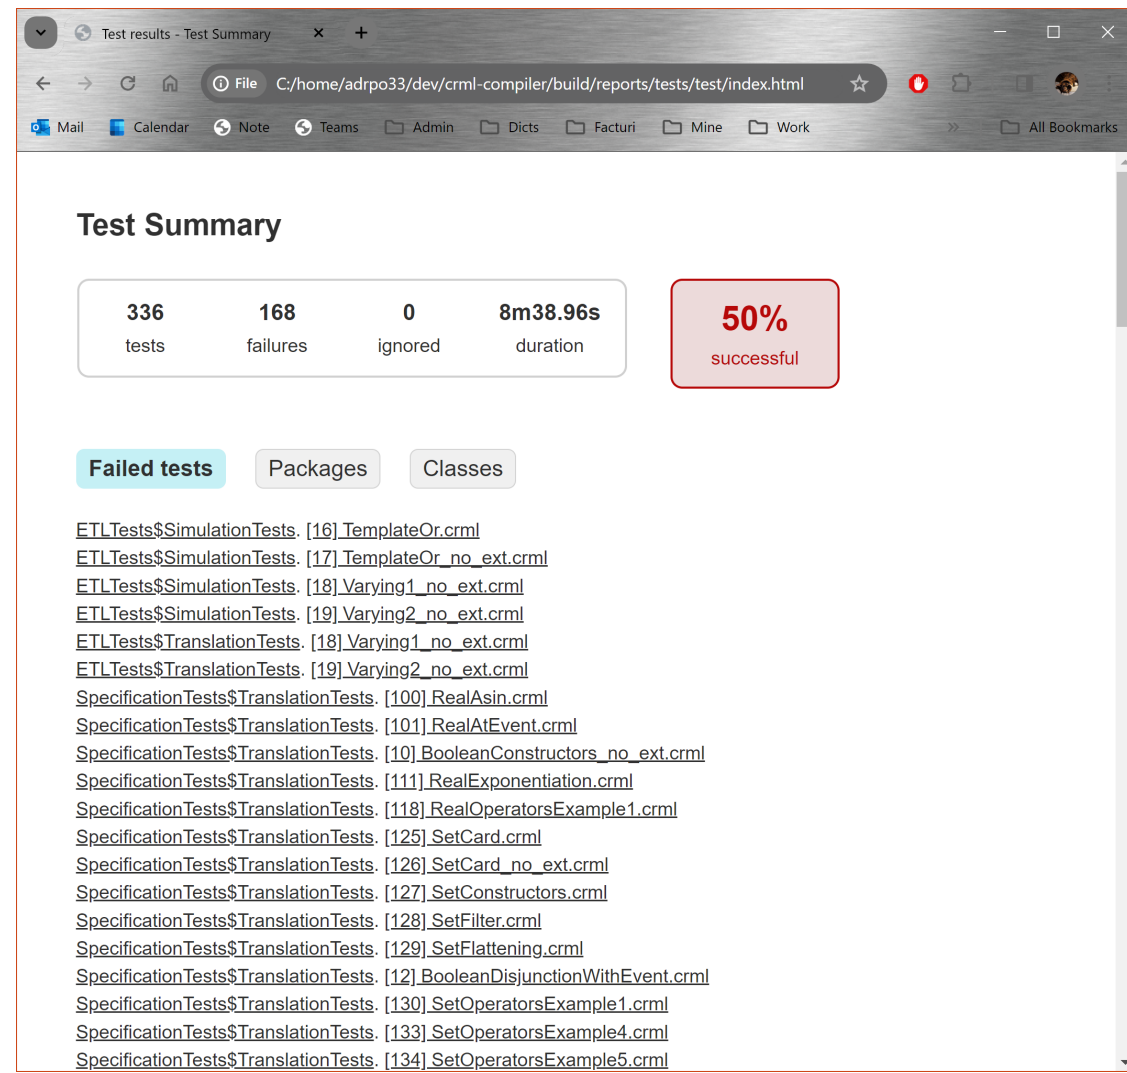 Test results - Test Summary
File C:/home/adrpo33/dev/crml-compiler/build/reports/tests/test/index.html
Mail Calendar Note Teams Admin Dicts Facturi Mine Work » All Bookmarks
Test Summary
336 168 0 8m38.96s
tests failures ignored duration
50%
successful
Failed tests Packages Classes
ETLTests$SimulationTests. [16] TemplateOr.crml
ETLTests$SimulationTests. [17] TemplateOr_no_ext.crml
ETLTests$SimulationTests. [18] Varying1_no_ext.crml
ETLTests$SimulationTests. [19] Varying2_no_ext.crml
ETLTests$TranslationTests. [18] Varying1_no_ext.crml
ETLTests$TranslationTests. [19] Varying2_no_ext.crml
SpecificationTests$TranslationTests. [100] RealAsin.crml
SpecificationTests$TranslationTests. [101] RealAtEvent.crml
SpecificationTests$TranslationTests. [10] BooleanConstructors_no_ext.crml
SpecificationTests$TranslationTests. [111] RealExponentiation.crml
SpecificationTests$TranslationTests. [118] RealOperatorsExample1.crml
SpecificationTests$TranslationTests. [125] SetCard.crml
SpecificationTests$TranslationTests. [126] SetCard_no_ext.crml
SpecificationTests$TranslationTests. [127] SetConstructors.crml
SpecificationTests$TranslationTests. [128] SetFilter.crml
SpecificationTests$TranslationTests. [129] SetFlattening.crml
SpecificationTests$TranslationTests. [12] BooleanDisjunctionWithEvent.crml
SpecificationTests$TranslationTests. [130] SetOperatorsExample1.crml
SpecificationTests$TranslationTests. [133] SetOperatorsExample4.crml
SpecificationTests$TranslationTests. [134] SetOperatorsExample5.crml